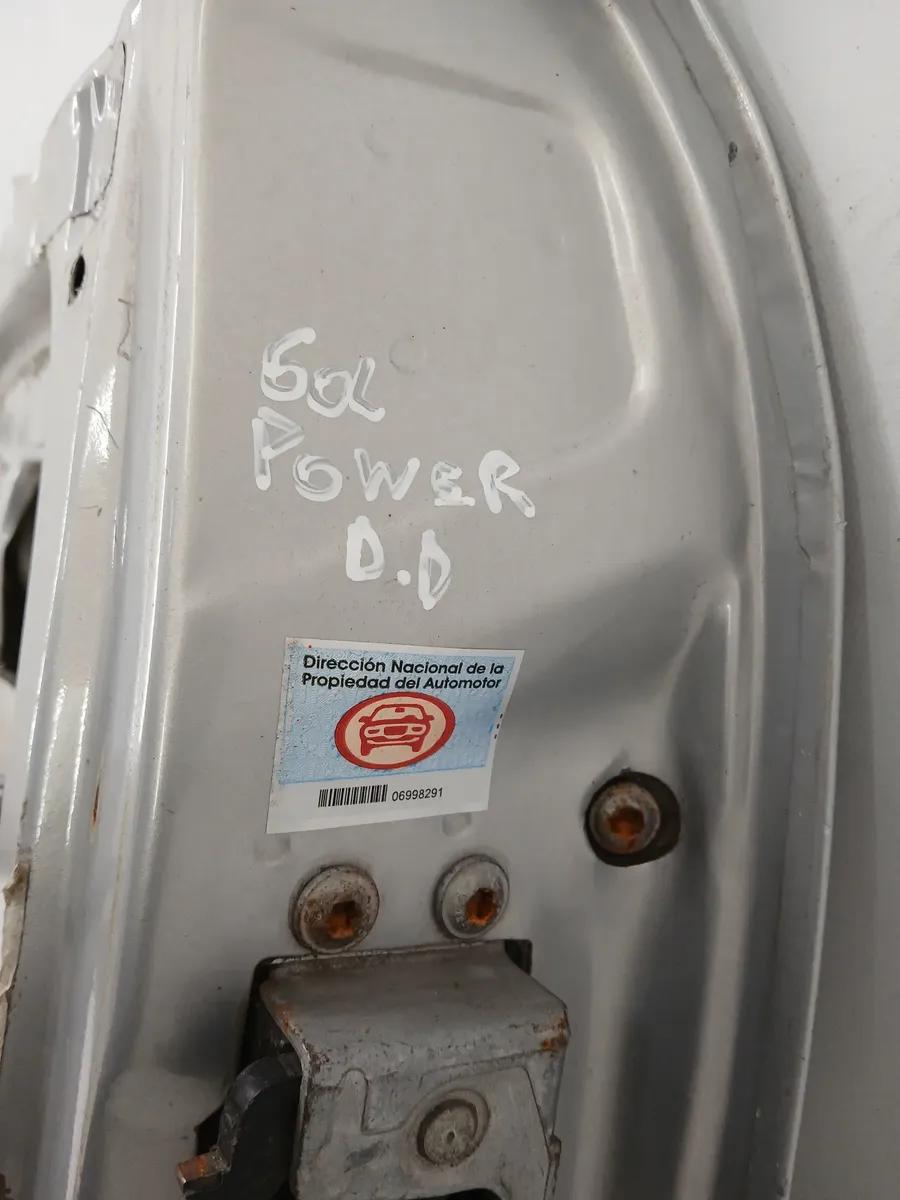 Gol
POWER
D.D
Dirección Nacional de la
Propiedad del Automotor
06998291